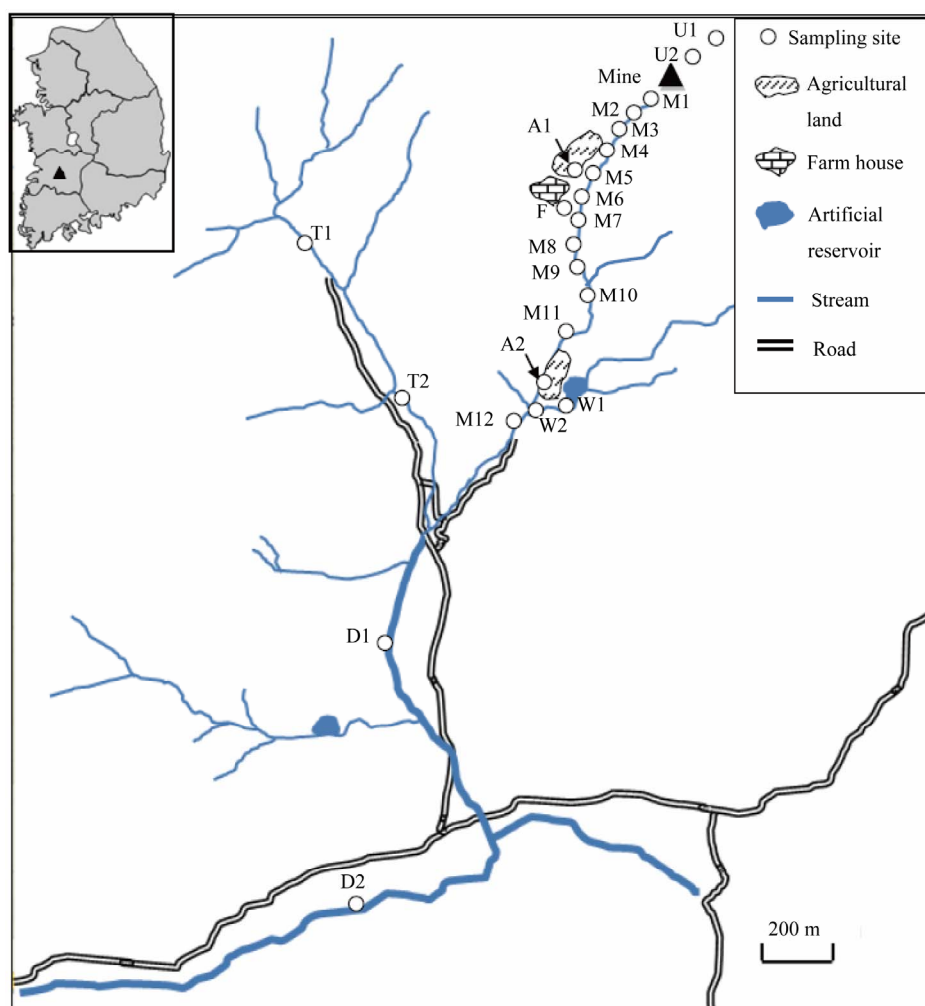 U1
U2
Mine
M1
M2
M3
A1
M4
M5
M6
F
M7
M8
M9
M10
M11
A2
W1
W2
M12
T1
T2
D1
D2
Sampling site
Agricultural
land
Farm house
Artificial
reservoir
Stream
Road
200 m